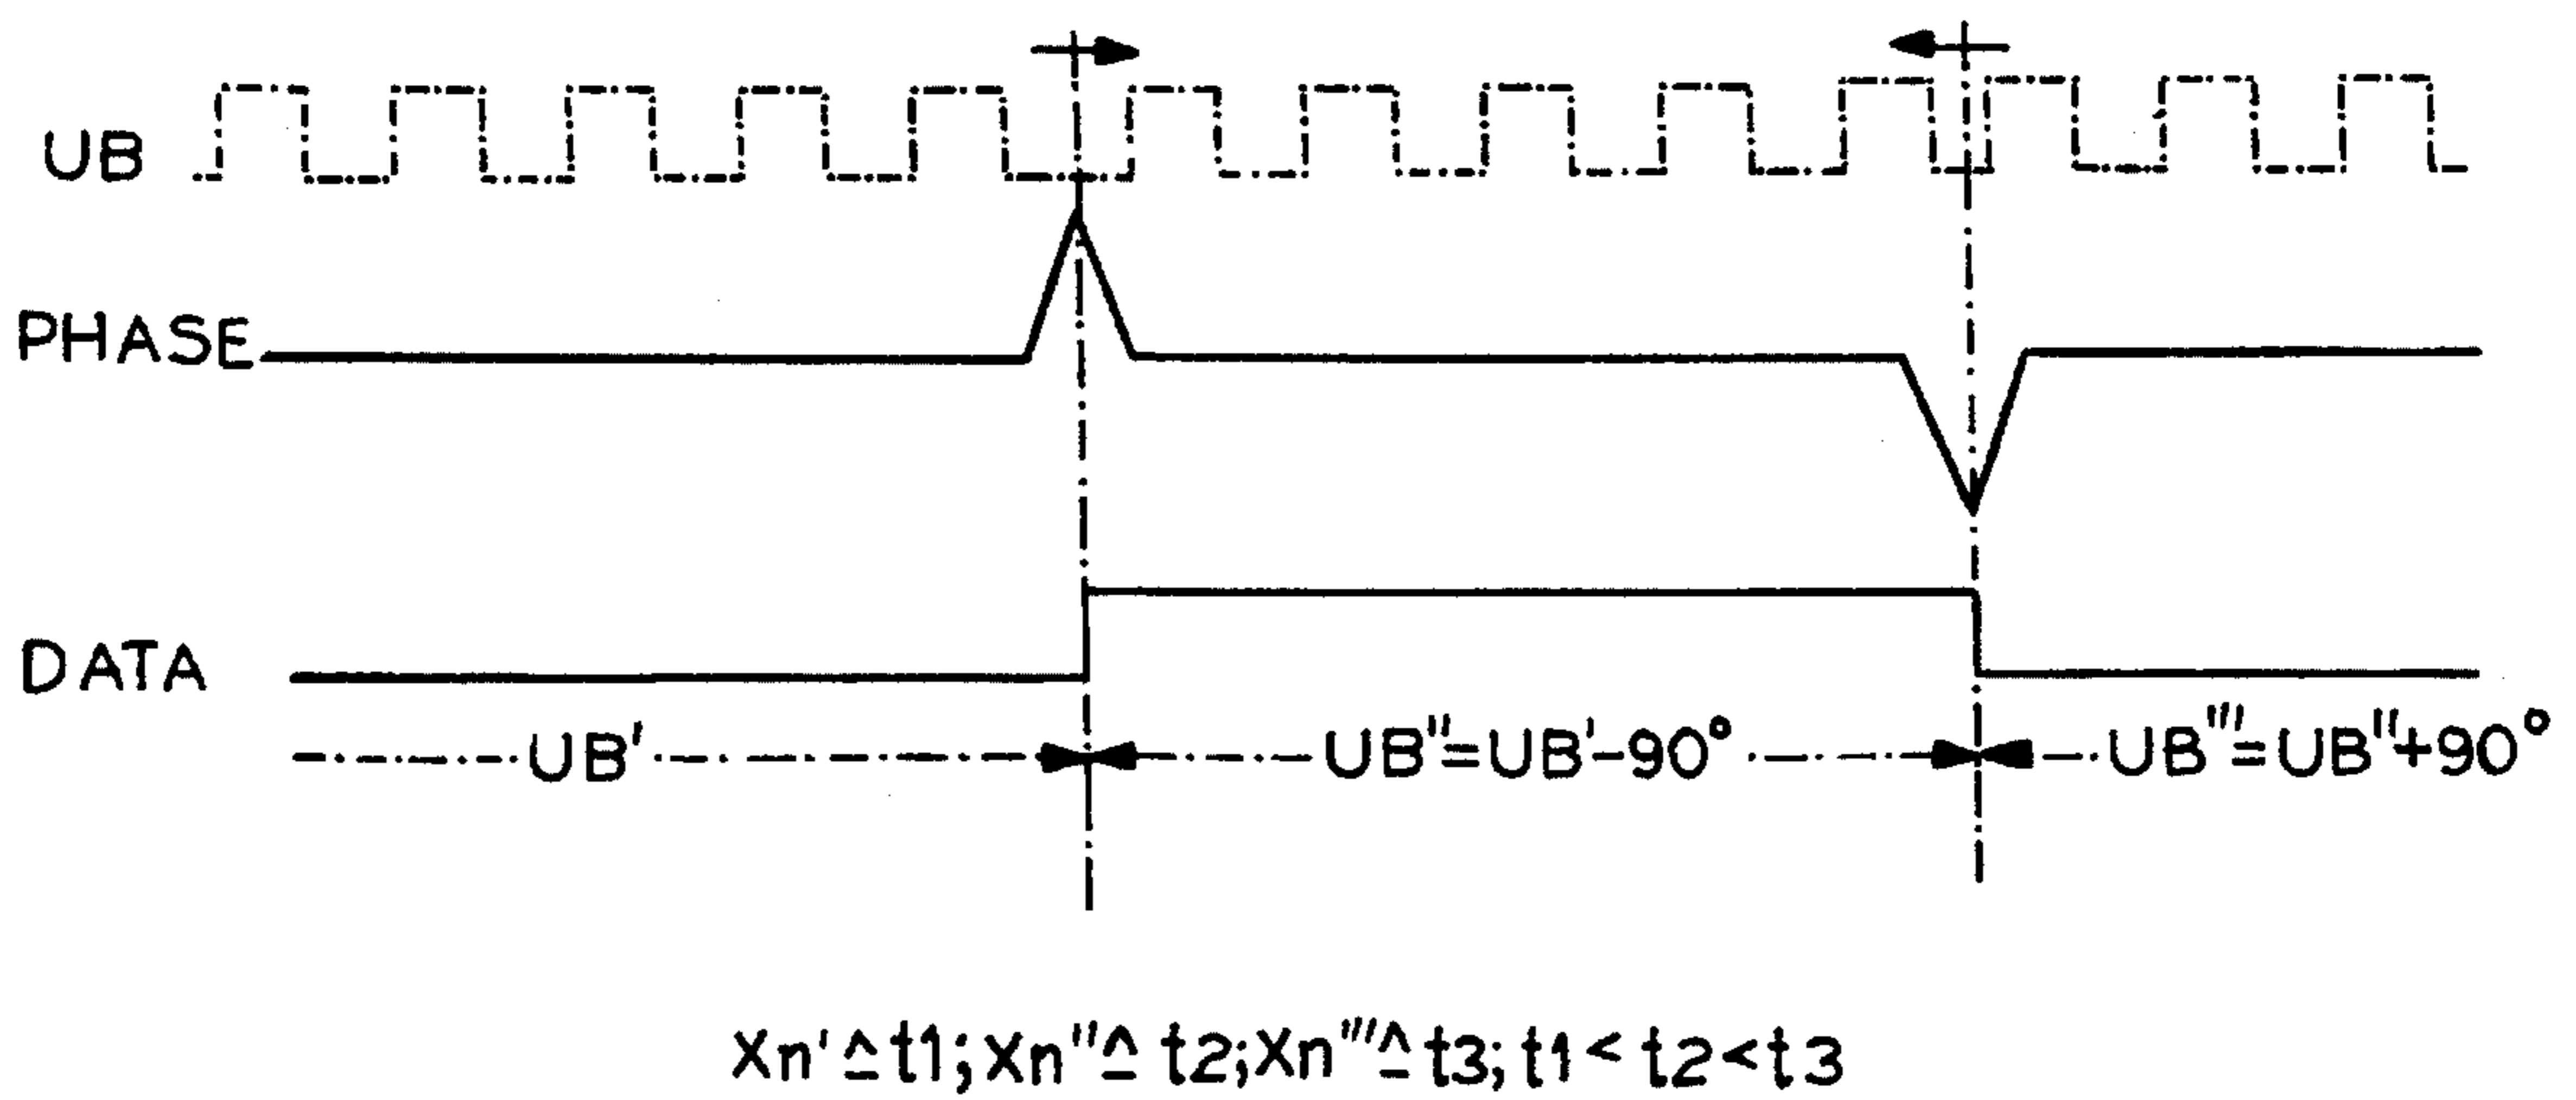 UB
PHASE
DATA
UB' UB''=UB'-90° UB'''=UB''+90°
Xn'≙t1;Xn''≙t2;Xn'''≙t3;t1<t2<t3